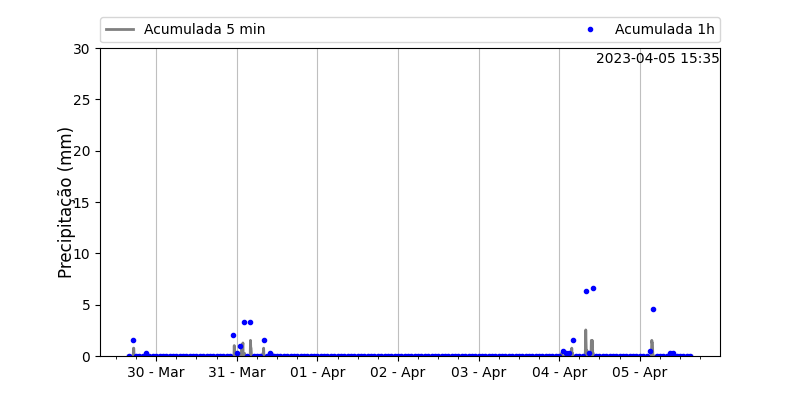 Acumulada 5 min
Acumulada 1h
2023-04-05 15:35
Precipitação (mm)
30
25
20
15
10
5
0
30 - Mar
31 - Mar
01 - Apr
02 - Apr
03 - Apr
04 - Apr
05 - Apr